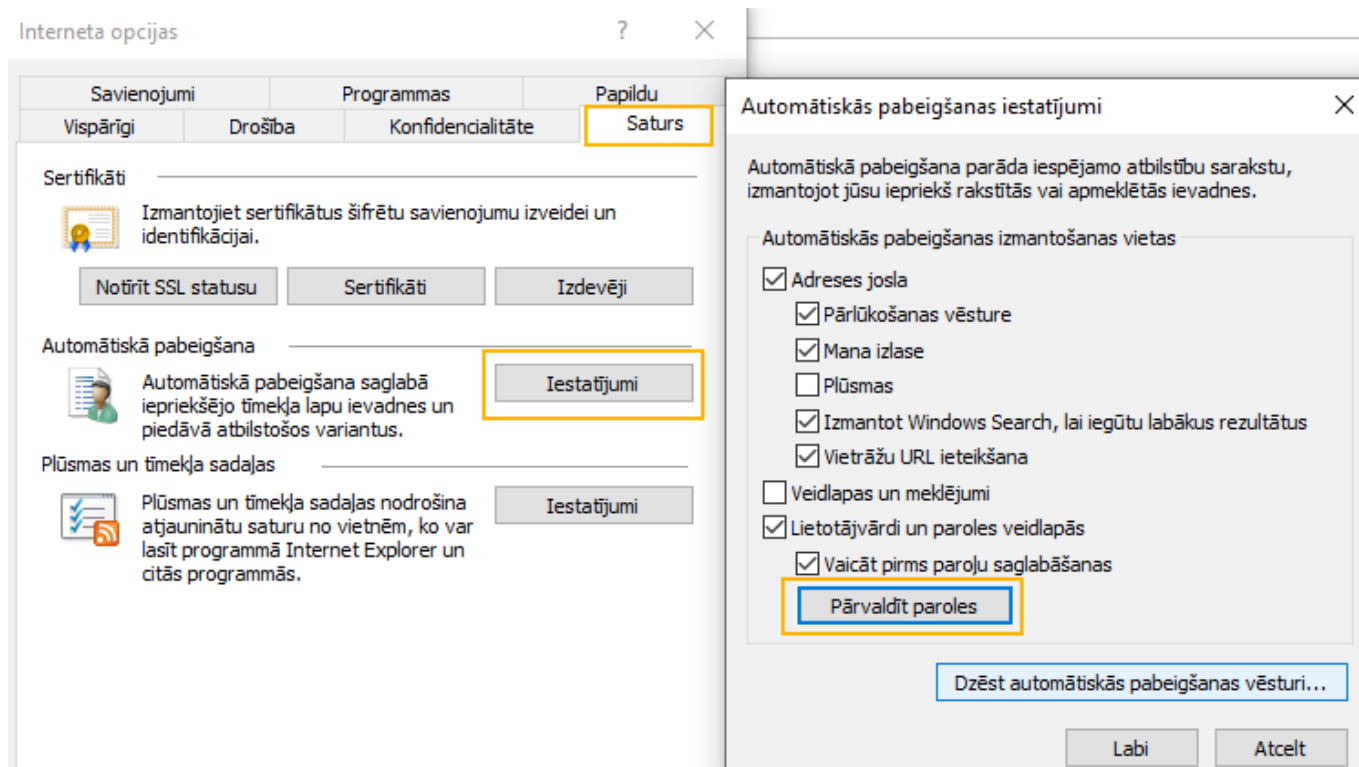 Interneta opcijas
?
Savienojumi
Programmas
Papildu
Vispārīgi
Drošība
Konfidencialitāte
Saturs
Sertifikāti
Izmantojiet sertifikātus šifrētu savienojumu izveidei un
identifikācijai.
Notīrīt SSL statusu
Sertifikāti
Izdevēji
Automātiskā pabeigšana
Automātiskā pabeigšana saglabā
iepriekšējo tīmekļa lapu ievadnes un
piedāvā atbilstošos variantus.
Iestatījumi
Plūsmas un tīmekļa sadaļas
Plūsmas un tīmekļa sadaļas nodrošina
atjauninātu saturu no vietnēm, ko var
lasīt programmā Internet Explorer un
citās programmās.
Iestatījumi
Automātiskās pabeigšanas iestatījumi
Automātiskā pabeigšana parāda iespējamo atbilstību sarakstu,
izmantojot jūsu iepriekš rakstītās vai apmeklētās ievadnes.
Automātiskās pabeigšanas izmantošanas vietas
Adreses josla
Pārlūkošanas vēsture
Mana izlase
Plūsmas
Izmantot Windows Search, lai iegūtu labākus rezultātus
Vietrāžu URL ieteikšana
Veidlapas un meklējumi
Lietotājvārdi un paroles veidlapās
Vaicāt pirms paroļu saglabāšanas
Pārvaldīt paroles
Dzēst automātiskās pabeigšanas vēsturi...
Labi
Atcelt